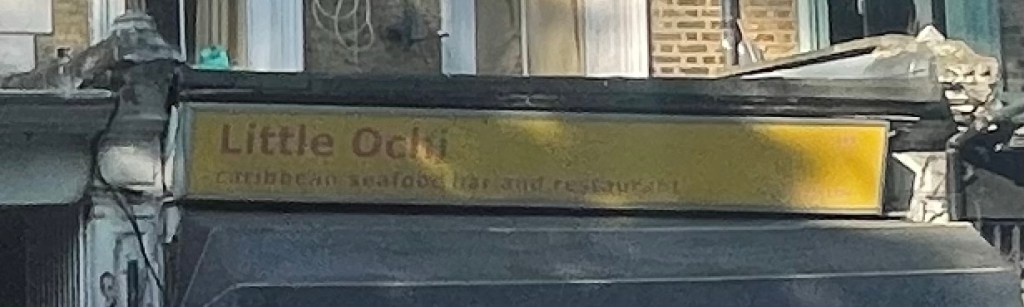 Little Ochi
caribbean seafood bar and restaurant